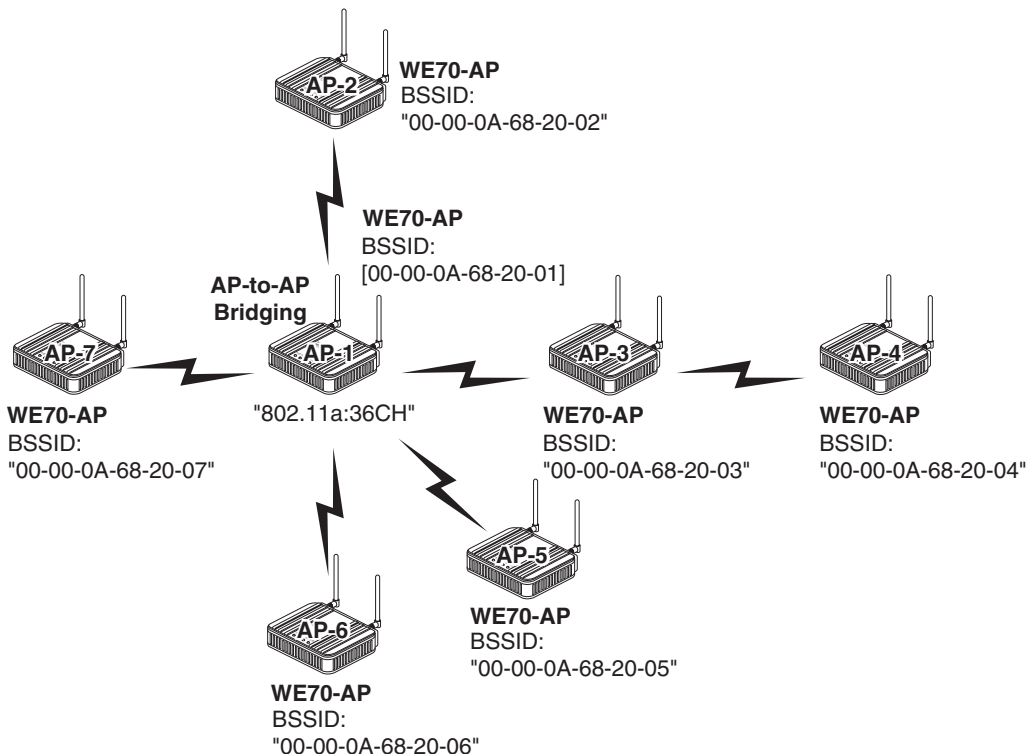 AP-2
WE70-AP
BSSID:
"00-00-0A-68-20-02"
WE70-AP
BSSID:
[00-00-0A-68-20-01]
AP-to-AP
Bridging
AP-7
AP-1
AP-3
AP-4
"802.11a:36CH"
WE70-AP
BSSID:
"00-00-0A-68-20-07"
WE70-AP
BSSID:
"00-00-0A-68-20-03"
WE70-AP
BSSID:
"00-00-0A-68-20-04"
AP-5
WE70-AP
BSSID:
"00-00-0A-68-20-05"
AP-6
WE70-AP
BSSID:
"00-00-0A-68-20-06"